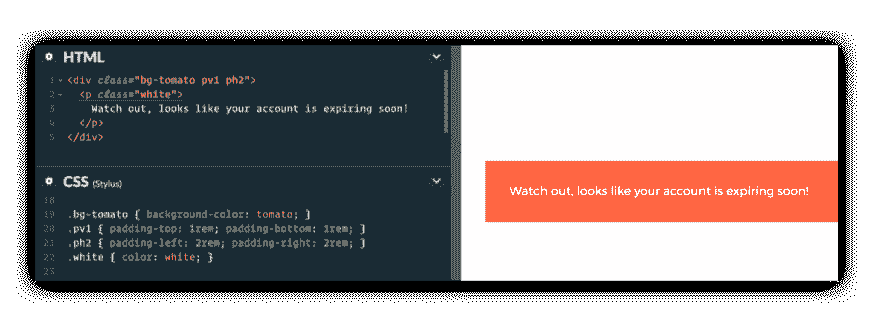 HTML
1 <div class="bg-tomato pv1 ph2">
2 <p class="white">
3 Watch out, looks like your account is expiring soon!
4 </p>
5 </div>
CSS (Stylus)
18
19 .bg-tomato { background-color: tomato; }
20 .pv1 { padding-top: 1rem; padding-bottom: 1rem; }
21 .ph2 { padding-left: 2rem; padding-right: 2rem; }
22 .white { color: white; }
23
Watch out, looks like your account is expiring soon!